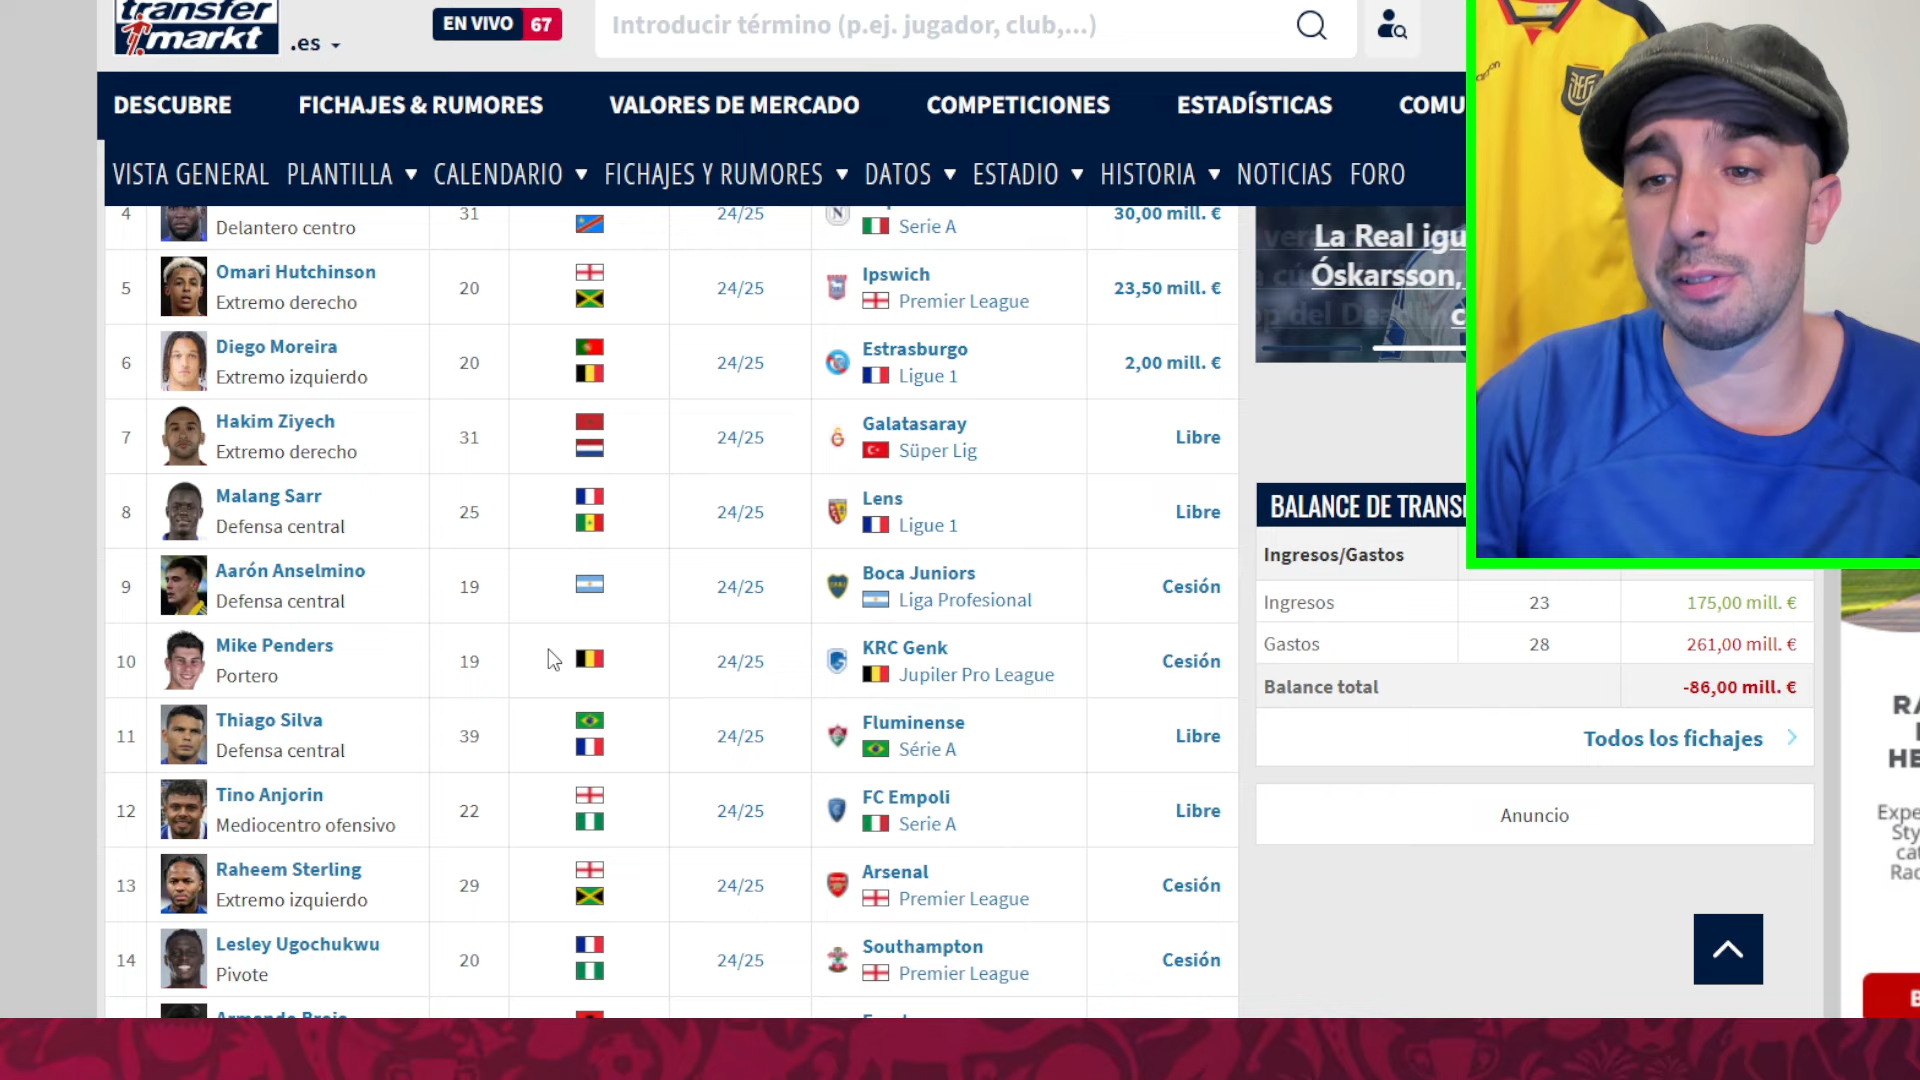 transfer
markt
.es
EN VIVO 67
Introducir término (p.ej. jugador, club,...)
DESCUBRE FICHAJES & RUMORES VALORES DE MERCADO COMPETICIONES ESTADÍSTICAS COMU
VISTA GENERAL PLANTILLA CALENDARIO FICHAJES Y RUMORES DATOS ESTADIO HISTORIA NOTICIAS FORO
4 Delantero centro 31 24/25 Serie A 30,00 mill. €
5 Omari Hutchinson 20 24/25 Ipswich 23,50 mill. €
Extremo derecho Premier League
6 Diego Moreira 20 24/25 Estrasburgo 2,00 mill. €
Extremo izquierdo Ligue 1
7 Hakim Ziyech 31 24/25 Galatasaray Libre
Extremo derecho Süper Lig
8 Malang Sarr 25 24/25 Lens Libre
Defensa central Ligue 1
9 Aarón Anselmino 19 24/25 Boca Juniors Cesión
Defensa central Liga Profesional
10 Mike Penders 19 24/25 KRC Genk Cesión
Portero Jupiler Pro League
11 Thiago Silva 39 24/25 Fluminense Libre
Defensa central Série A
12 Tino Anjorin 22 24/25 FC Empoli Libre
Mediocentro ofensivo Serie A
13 Raheem Sterling 29 24/25 Arsenal Cesión
Extremo izquierdo Premier League
14 Lesley Ugochukwu 20 24/25 Southampton Cesión
Pivote Premier League
La Real igu
Óskarsson,
BALANCE DE TRANSF
Ingresos/Gastos
Ingresos 23 175,00 mill. €
Gastos 28 261,00 mill. €
Balance total -86,00 mill. €
Todos los fichajes
Anuncio
RA
HE
Expe
Sty
cat
Rac